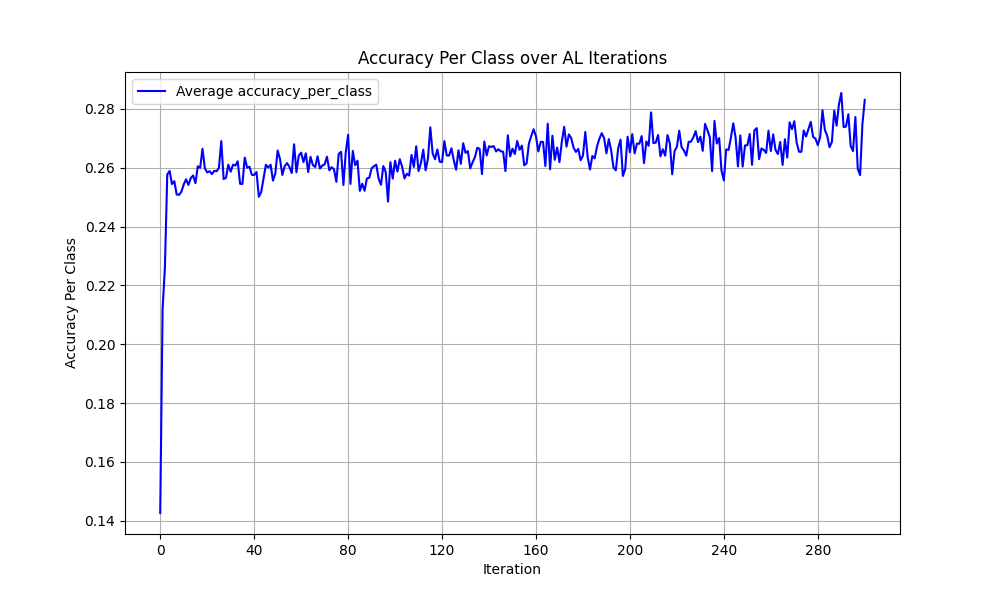 Accuracy Per Class over AL Iterations
Average accuracy_per_class
Accuracy Per Class
0.28
0.26
0.24
0.22
0.20
0.18
0.16
0.14
0 40 80 120 160 200 240 280
Iteration